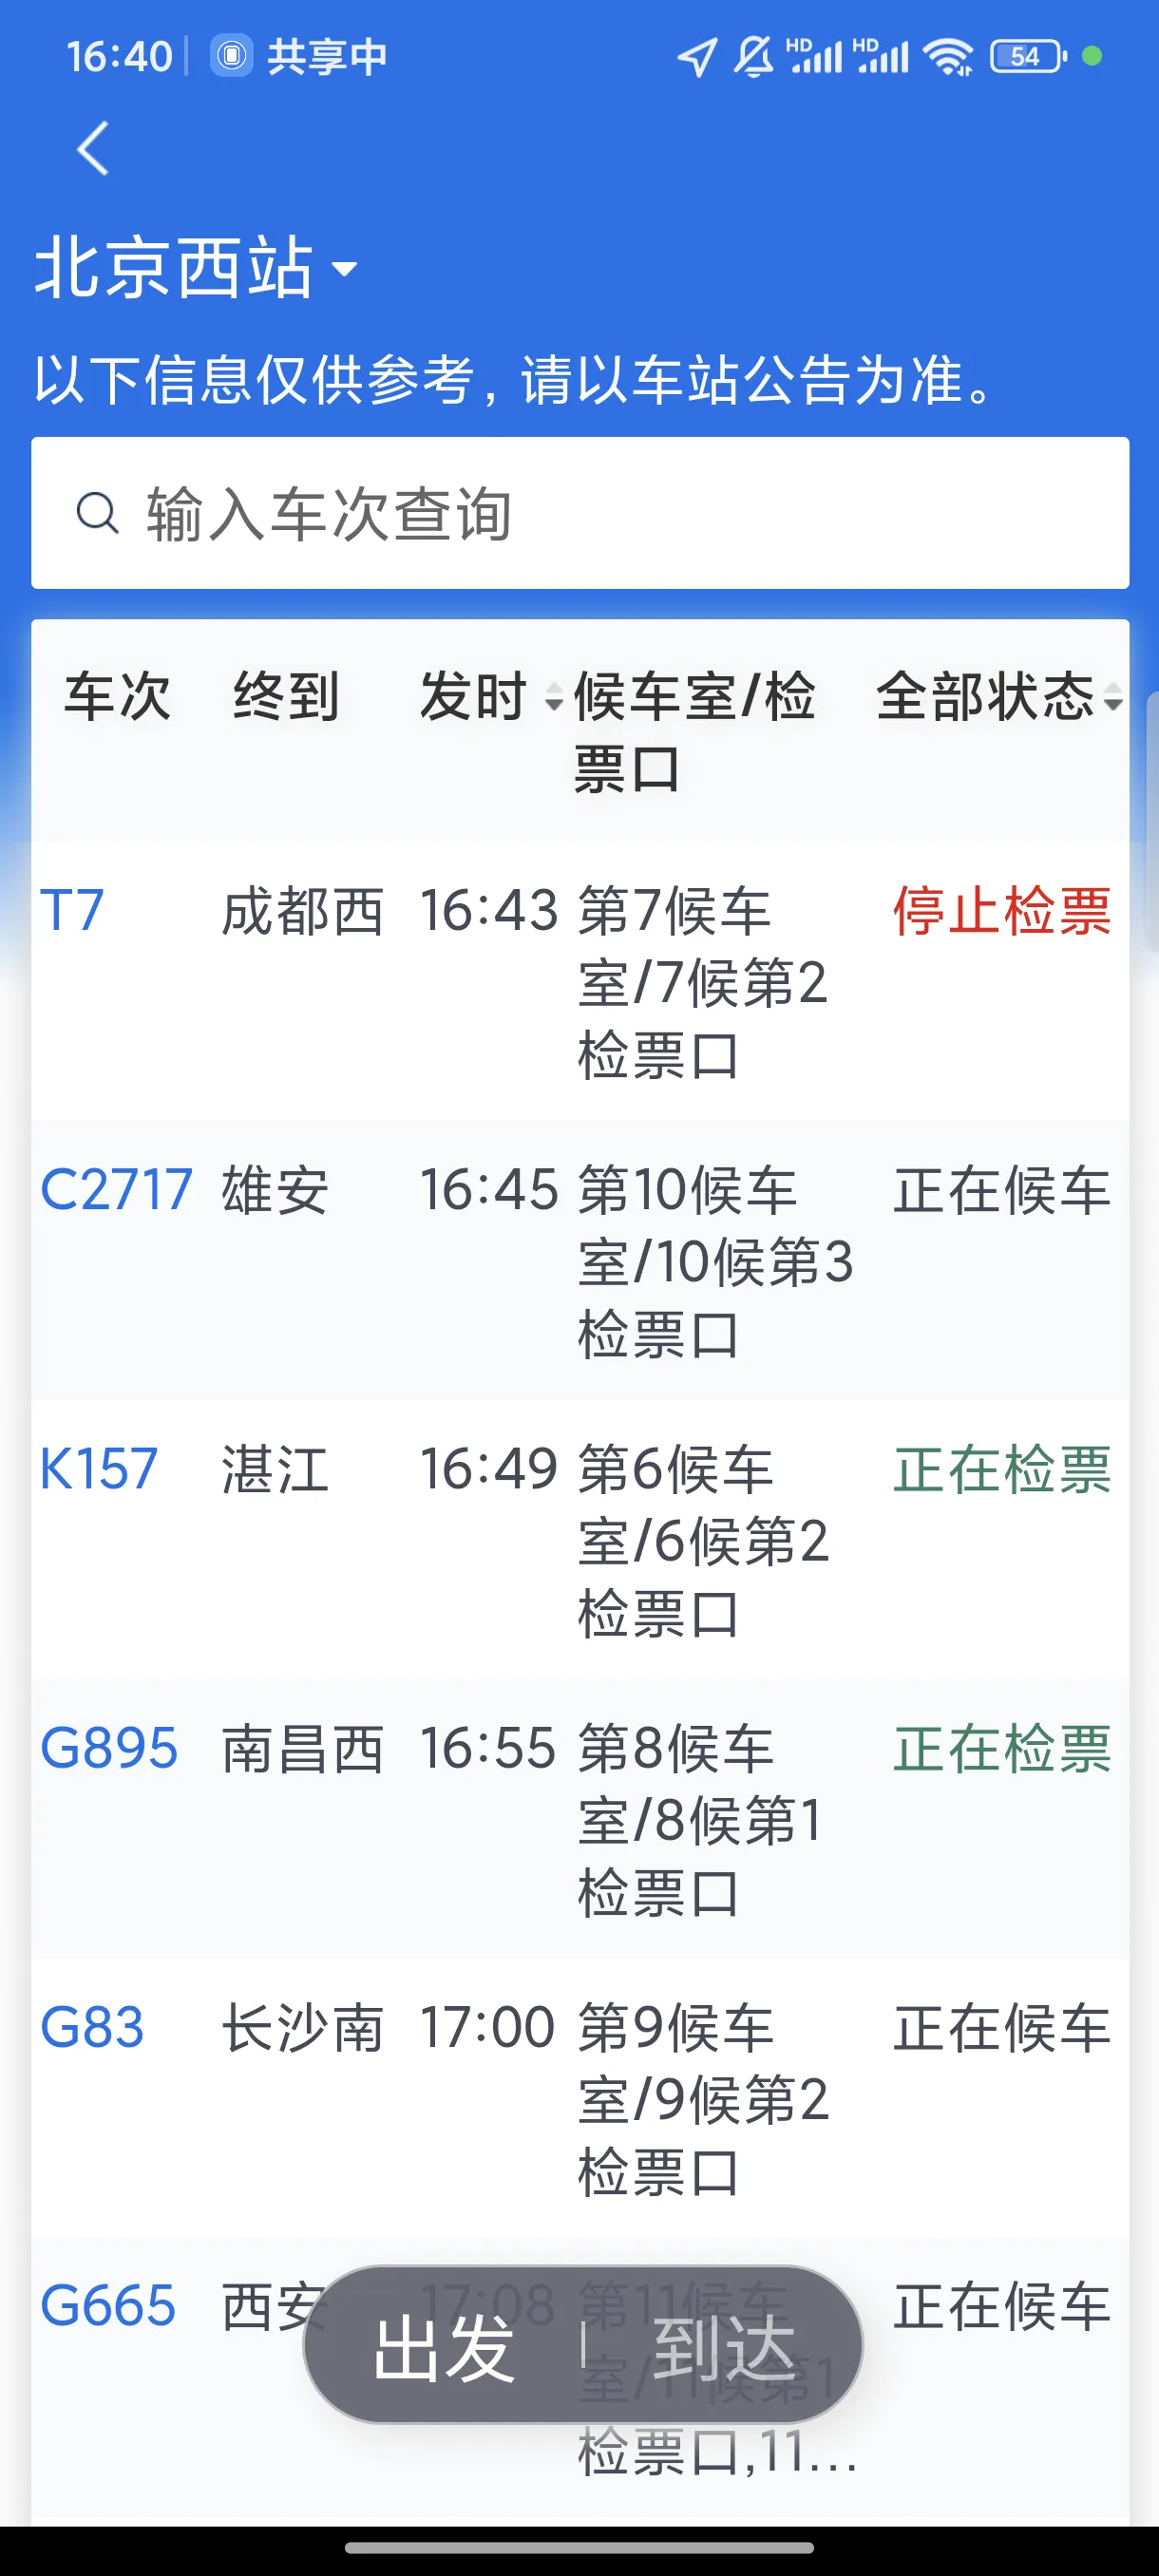 16:40
共享中
HD HD 54
北京西站
以下信息仅供参考，请以车站公告为准。
输入车次查询
车次 终到 发时 候车室/检 全部状态
票口
T7 成都西 16:43 第7候车 停止检票
室/7候第2
检票口
C2717 雄安 16:45 第10候车 正在候车
室/10候第3
检票口
K157 湛江 16:49 第6候车 正在检票
室/6候第2
检票口
G895 南昌西 16:55 第8候车 正在检票
室/8候第1
检票口
G83 长沙南 17:00 第9候车 正在候车
室/9候第2
检票口
G665 西安 17:08 第11候车 正在候车
室/11候第1
检票口,11...
出发 到达